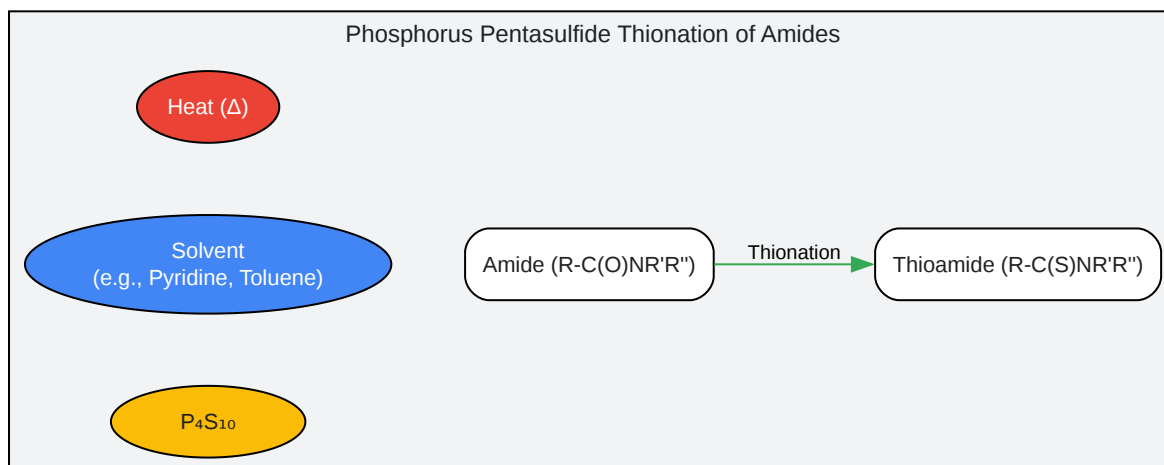 Phosphorus Pentasulfide Thionation of Amides
Heat (Δ)
Solvent
(e.g., Pyridine, Toluene)
Amide (R-C(O)NR'R'')
Thionation
Thioamide (R-C(S)NR'R'')
P₄S₁₀